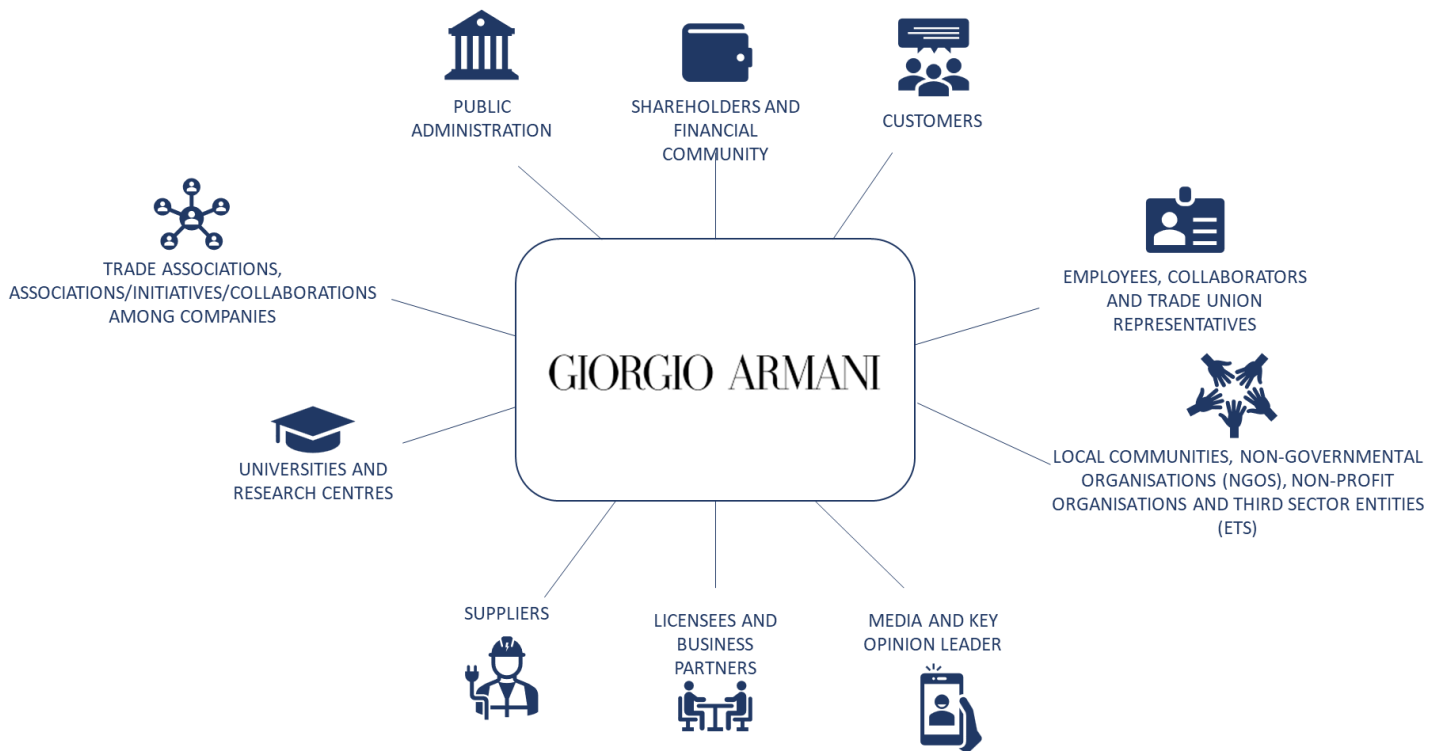 PUBLIC
ADMINISTRATION
SHAREHOLDERS AND
FINANCIAL
COMMUNITY
CUSTOMERS
TRADE ASSOCIATIONS,
ASSOCIATIONS/INITIATIVES/COLLABORATIONS
AMONG COMPANIES
EMPLOYEES, COLLABORATORS
AND TRADE UNION
REPRESENTATIVES
GIORGIO ARMANI
UNIVERSITIES AND
RESEARCH CENTRES
LOCAL COMMUNITIES, NON-GOVERNMENTAL
ORGANISATIONS (NGOS), NON-PROFIT
ORGANISATIONS AND THIRD SECTOR ENTITIES
(ETS)
SUPPLIERS
LICENSEES AND
BUSINESS
PARTNERS
MEDIA AND KEY
OPINION LEADER